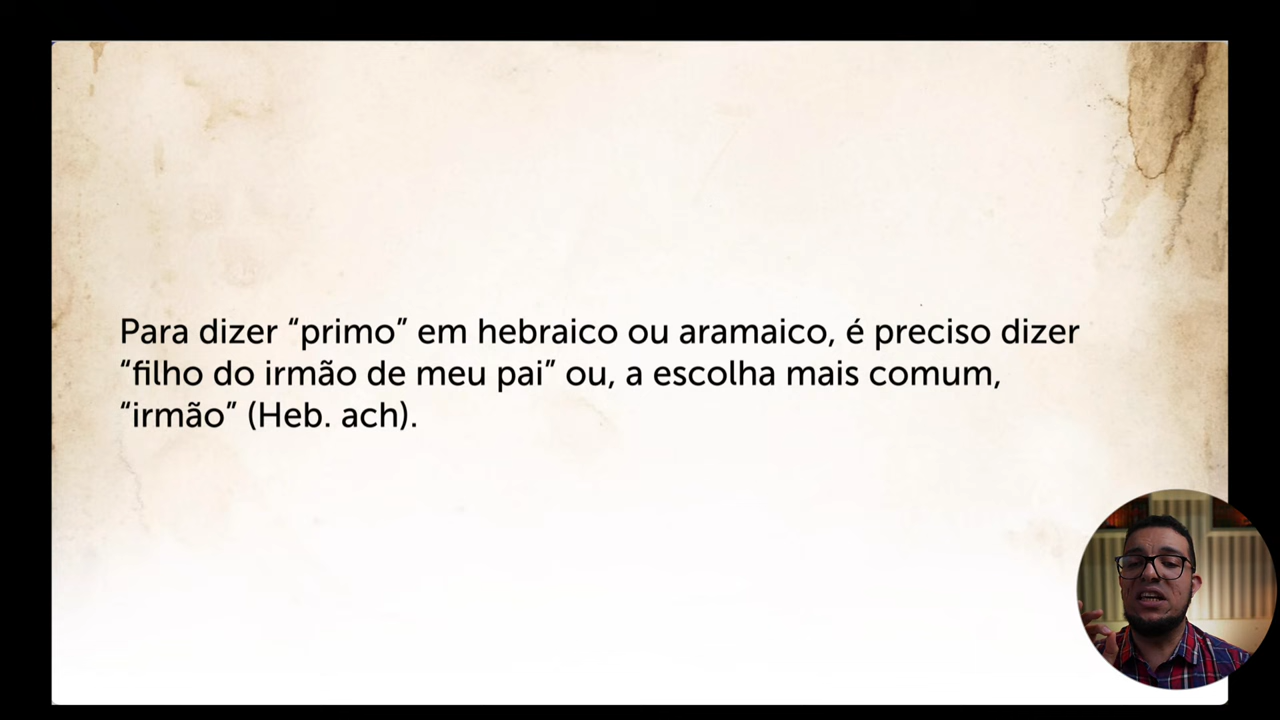 Para dizer “primo” em hebraico ou aramaico, é preciso dizer
“filho do irmão de meu pai” ou, a escolha mais comum,
“irmão” (Heb. ach).